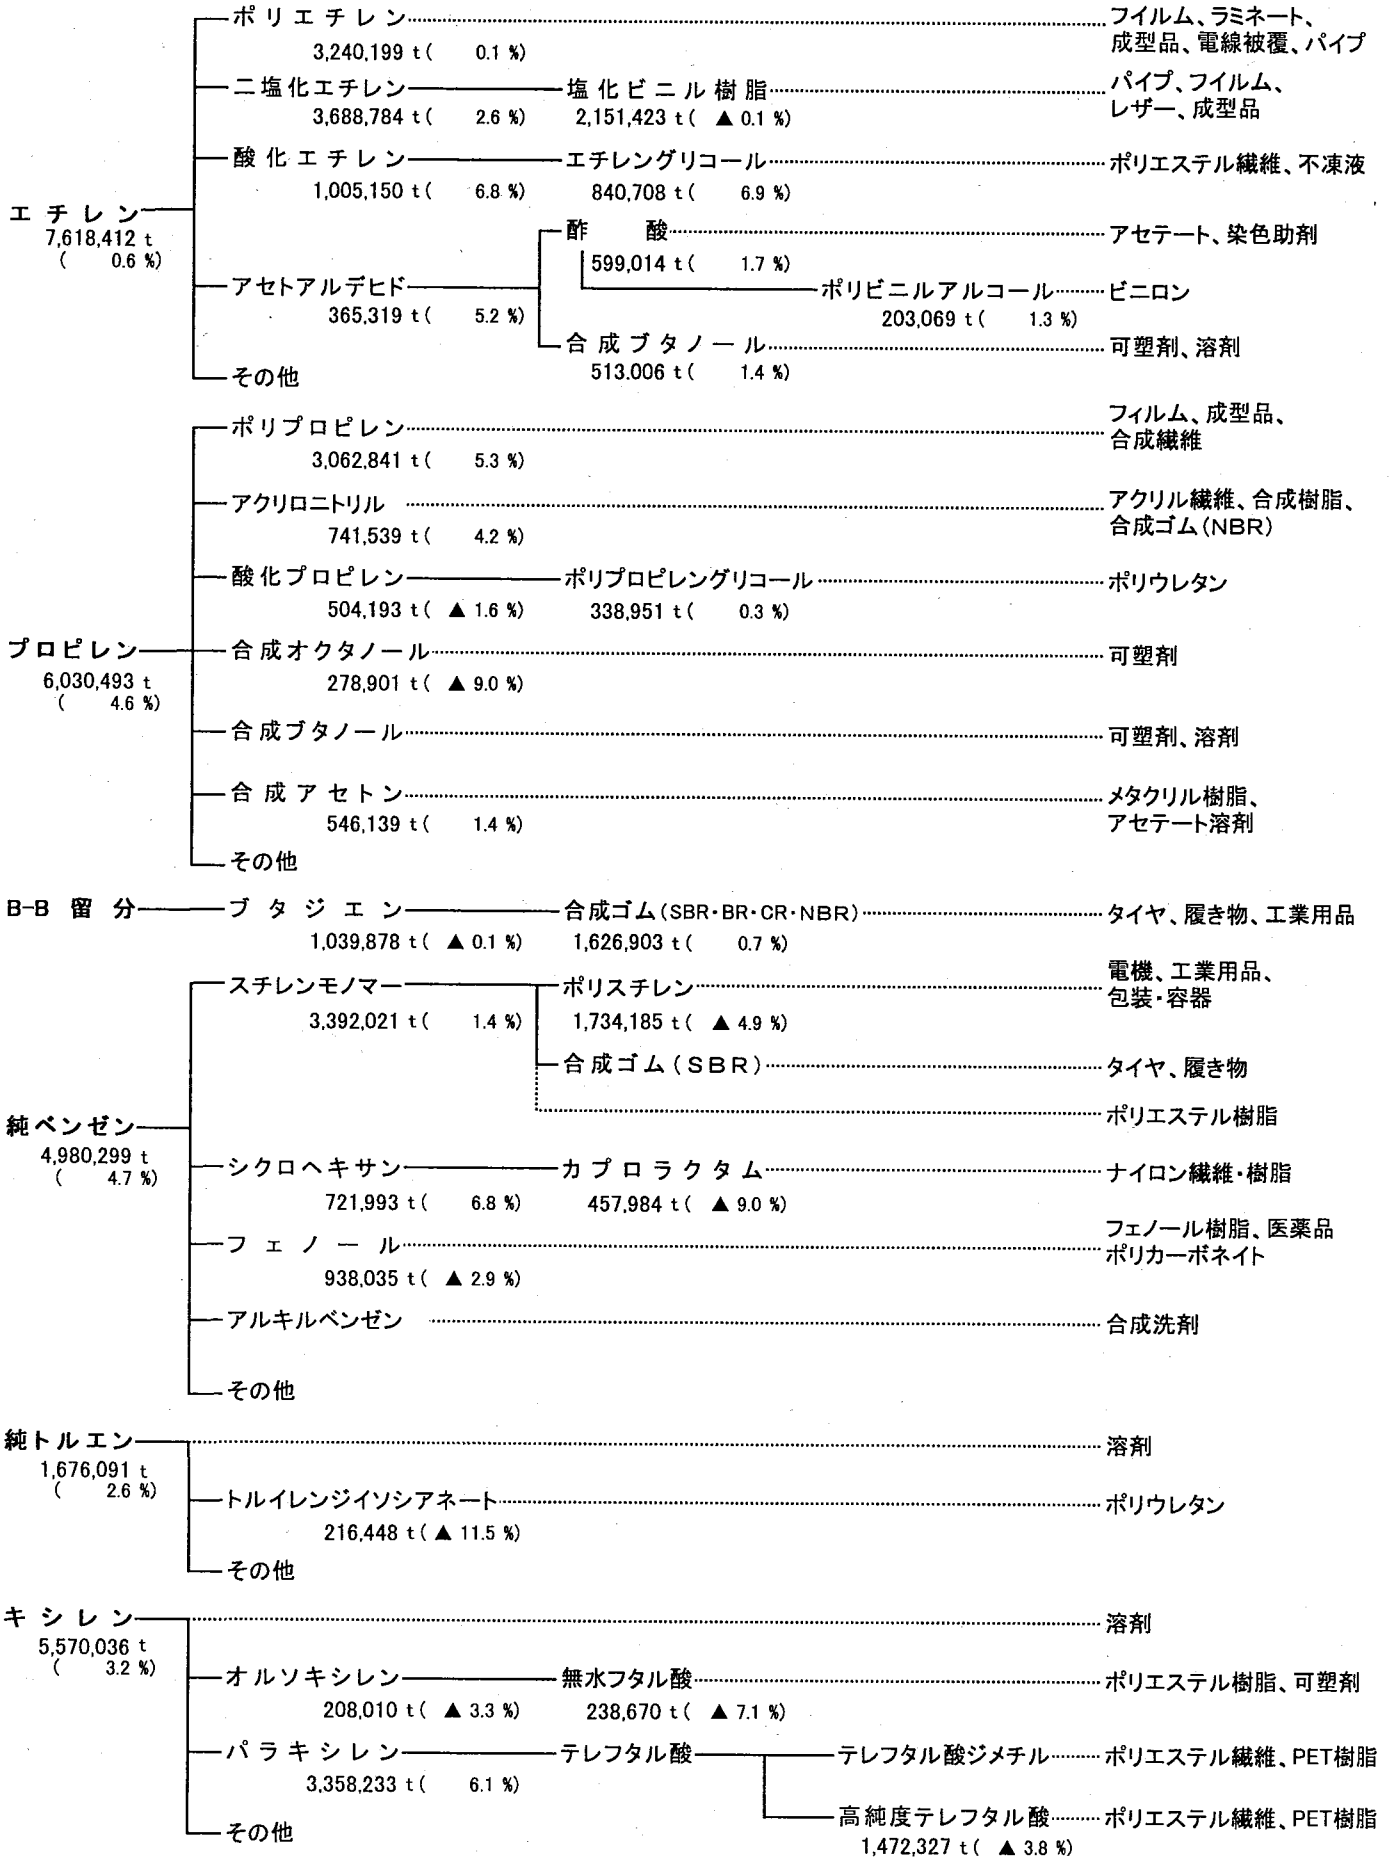 ポリエチレン フイルム、ラミネート、
3,240,199 t( 0.1 %) 成型品、電線被覆、パイプ
二塩化エチレン 塩化ビニル樹脂 パイプ、フイルム、
3,688,784 t( 2.6 %) 2,151,423 t( ▲ 0.1 %) レザー、成型品
酸化エチレン エチレングリコール ポリエステル繊維、不凍液
1,005,150 t( 6.8 %) 840,708 t( 6.9 %)
エチレン
7,618,412 t
( 0.6 %)
酢酸 アセテート、染色助剤
599,014 t( 1.7 %)
アセトアルデヒド ポリビニルアルコール ビニロン
365,319 t( 5.2 %) 203,069 t( 1.3 %)
合成ブタノール 可塑剤、溶剤
513.006 t( 1.4 %)
その他
ポリプロピレン フィルム、成型品、
3,062,841 t( 5.3 %) 合成繊維
アクリロニトリル アクリル繊維、合成樹脂、
741,539 t( 4.2 %) 合成ゴム(NBR)
酸化プロピレン ポリプロピレングリコール ポリウレタン
504,193 t( ▲ 1.6 %) 338,951 t( 0.3 %)
プロピレン 合成オクタノール 可塑剤
6,030,493 t 278,901 t( ▲ 9.0 %)
( 4.6 %)
合成ブタノール 可塑剤、溶剤
合成アセトン メタクリル樹脂、
546,139 t( 1.4 %) アセテート溶剤
その他
B-B 留分 ブタジエン 合成ゴム(SBR・BR・CR・NBR) タイヤ、履き物、工業用品
1,039,878 t( ▲ 0.1 %) 1,626,903 t( 0.7 %)
スチレンモノマー ポリスチレン 電機、工業用品、
3,392,021 t( 1.4 %) 1,734,185 t( ▲ 4.9 %) 包装・容器
合成ゴム(SBR) タイヤ、履き物
ポリエステル樹脂
純ベンゼン
4,980,299 t
( 4.7 %)
シクロヘキサン カプロラクタム ナイロン繊維・樹脂
721,993 t( 6.8 %) 457,984 t( ▲ 9.0 %)
フェノール フェノール樹脂、医薬品
938,035 t( ▲ 2.9 %) ポリカーボネイト
アルキルベンゼン 合成洗剤
その他
純トルエン 溶剤
1,676,091 t
( 2.6 %)
トルイレンジイソシアネート ポリウレタン
216,448 t( ▲ 11.5 %)
その他
キシレン 溶剤
5,570,036 t
( 3.2 %)
オルソキシレン 無水フタル酸 ポリエステル樹脂、可塑剤
208,010 t( ▲ 3.3 %) 238,670 t( ▲ 7.1 %)
パラキシレン テレフタル酸 テレフタル酸ジメチル ポリエステル繊維、PET樹脂
3,358,233 t( 6.1 %)
その他 高純度テレフタル酸 ポリエステル繊維、PET樹脂
1,472,327 t( ▲ 3.8 %)